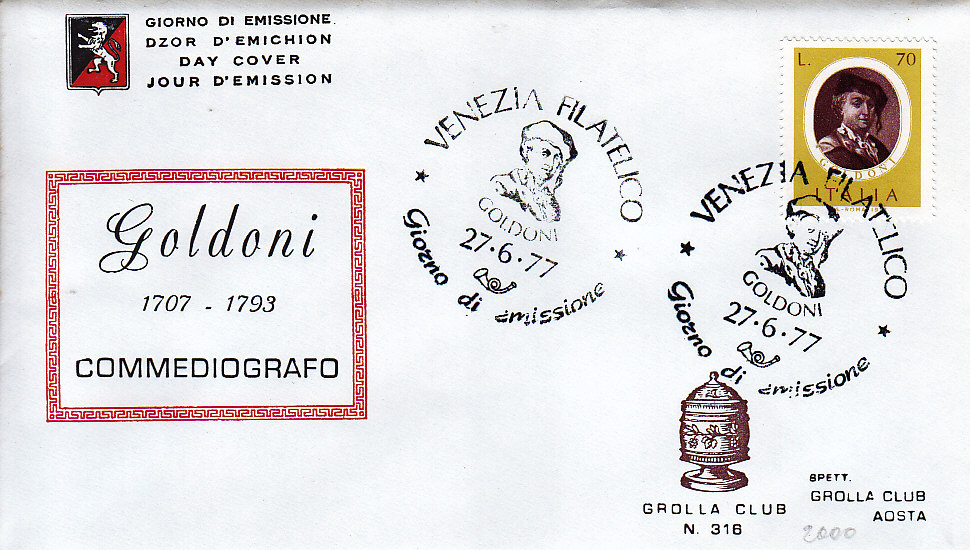 GIORNO DI EMISSIONE
DZOR D'EMICHION
DAY COVER
JOUR D'EMISSION
L. 70
GOLDONI
ITALIA
VENEZIA FILATELICO
GOLDONI
27·6·77
Giorno di emissione
VENEZIA FILATELICO
GOLDONI
27·6·77
Giorno di emissione
Goldoni
1707 - 1793
COMMEDIOGRAFO
GROLLA CLUB
N. 316
SPETT.
GROLLA CLUB
AOSTA
2000